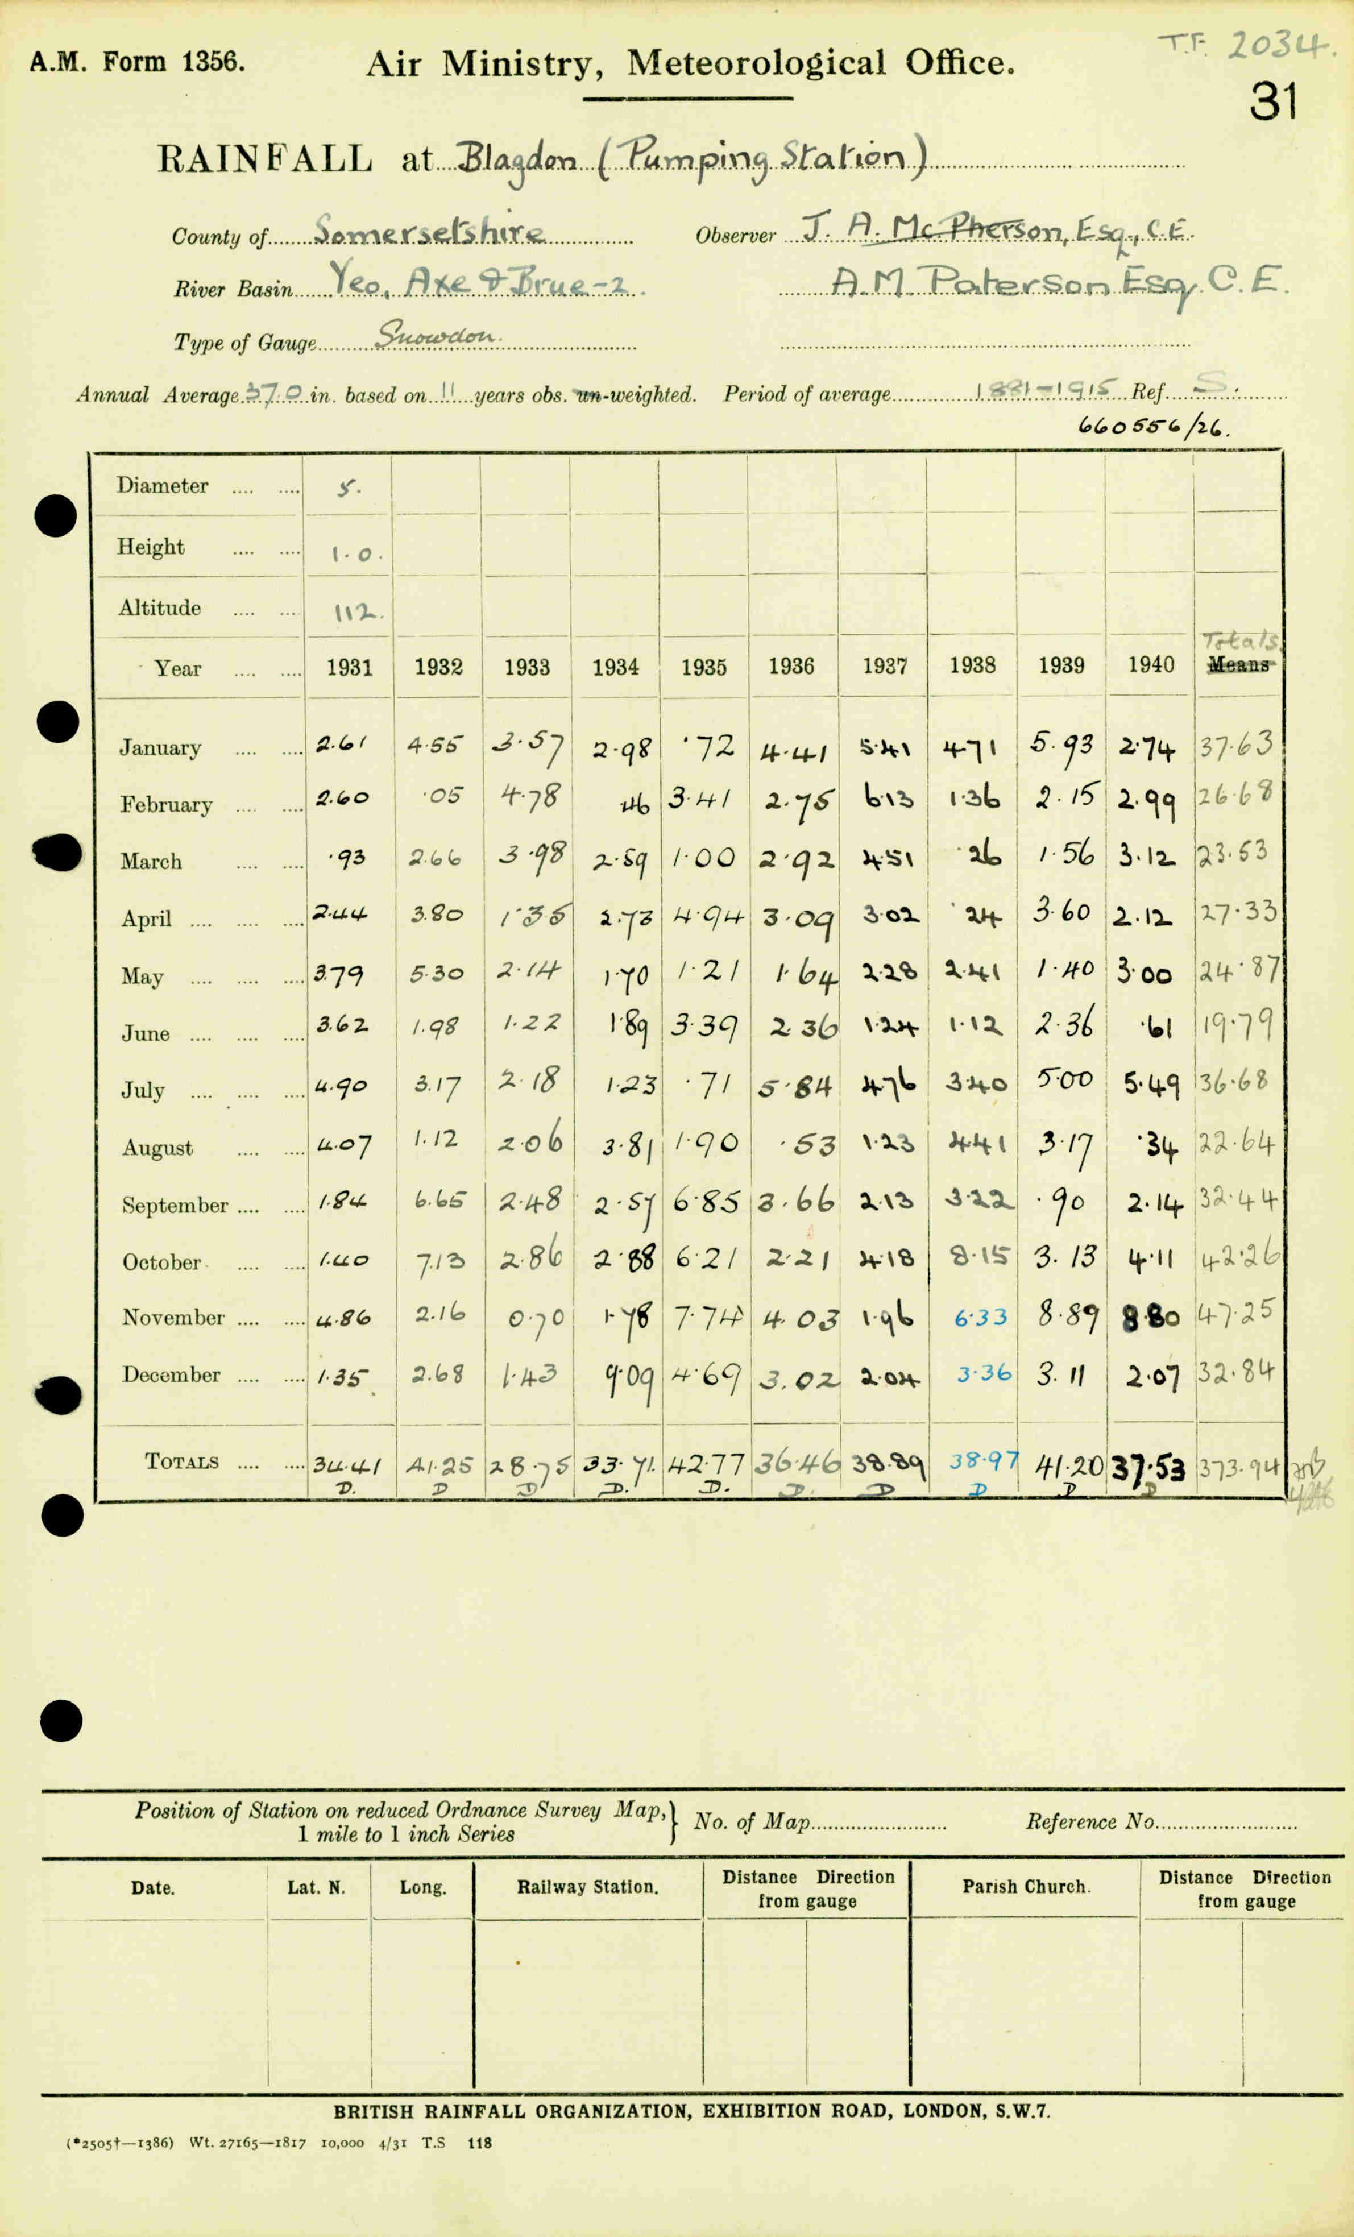 T.F. 2034.
A.M. Form 1356. Air Ministry, Meteorological Office.
31
RAINFALL at Blagdon (Pumping Station)
County of Somersetshire Observer J. A. McPherson, Esq., C.E.
River Basin Yeo, Axe & Brue-2. A.M Paterson Esq. C.E.
Type of Gauge Snowdon.
Annual Average 37.0 in. based on 11 years obs. un-weighted. Period of average 1881-1915 Ref. S.
660556/26.
Diameter 5.
Height 1.0.
Altitude 112.
Totals
Year 1931 1932 1933 1934 1935 1936 1937 1938 1939 1940 Means
January 2.61 4.55 3.57 2.98 .72 4.41 5.41 4.71 5.93 2.74 37.63
February 2.60 .05 4.78 .46 3.41 2.75 6.13 1.36 2.15 2.99 26.68
March .93 2.66 3.98 2.59 1.00 2.92 4.51 .26 1.56 3.12 23.53
April 2.44 3.80 1.35 2.73 4.94 3.09 3.02 .24 3.60 2.12 27.33
May 3.79 5.30 2.14 1.70 1.21 1.64 2.28 2.41 1.40 3.00 24.87
June 3.62 1.98 1.22 1.89 3.39 2.36 1.24 1.12 2.36 .61 19.79
July 4.90 3.17 2.18 1.23 .71 5.84 4.76 3.40 5.00 5.49 36.68
August 4.07 1.12 2.06 3.81 1.90 .53 1.23 4.41 3.17 .34 22.64
September 1.84 6.65 2.48 2.57 6.85 3.66 2.13 3.22 .90 2.14 32.44
October 1.40 7.13 2.86 2.88 6.21 2.21 4.18 8.15 3.13 4.11 42.26
November 4.86 2.16 0.70 1.78 7.74 4.03 1.96 6.33 8.89 8.80 47.25
December 1.35 2.68 1.43 9.09 4.69 3.02 2.04 3.36 3.11 2.07 32.84
TOTALS 34.41 41.25 28.75 33.71 42.77 36.46 38.89 38.97 41.20 37.53 373.94
D. D D D. D. D. D D D D
Position of Station on reduced Ordnance Survey Map,} No. of Map Reference No.
1 mile to 1 inch Series
Date. Lat. N. Long. Railway Station. Distance Direction from gauge Parish Church. Distance Direction from gauge
BRITISH RAINFALL ORGANIZATION, EXHIBITION ROAD, LONDON, S.W.7.
(*2505†—1386) Wt. 27165—1817 10,000 4/31 T.S 118